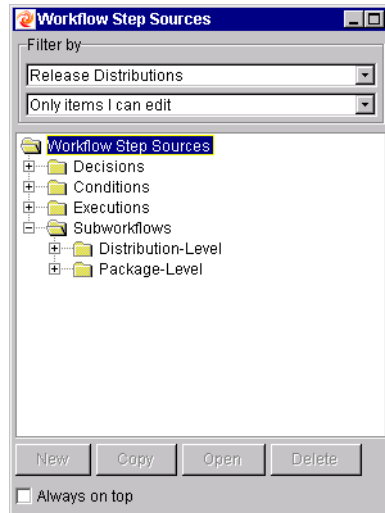 Workflow Step Sources
Filter by
Release Distributions
Only items I can edit
Workflow Step Sources
Decisions
Conditions
Executions
Subworkflows
Distribution-Level
Package-Level
New Copy Open Delete
Always on top